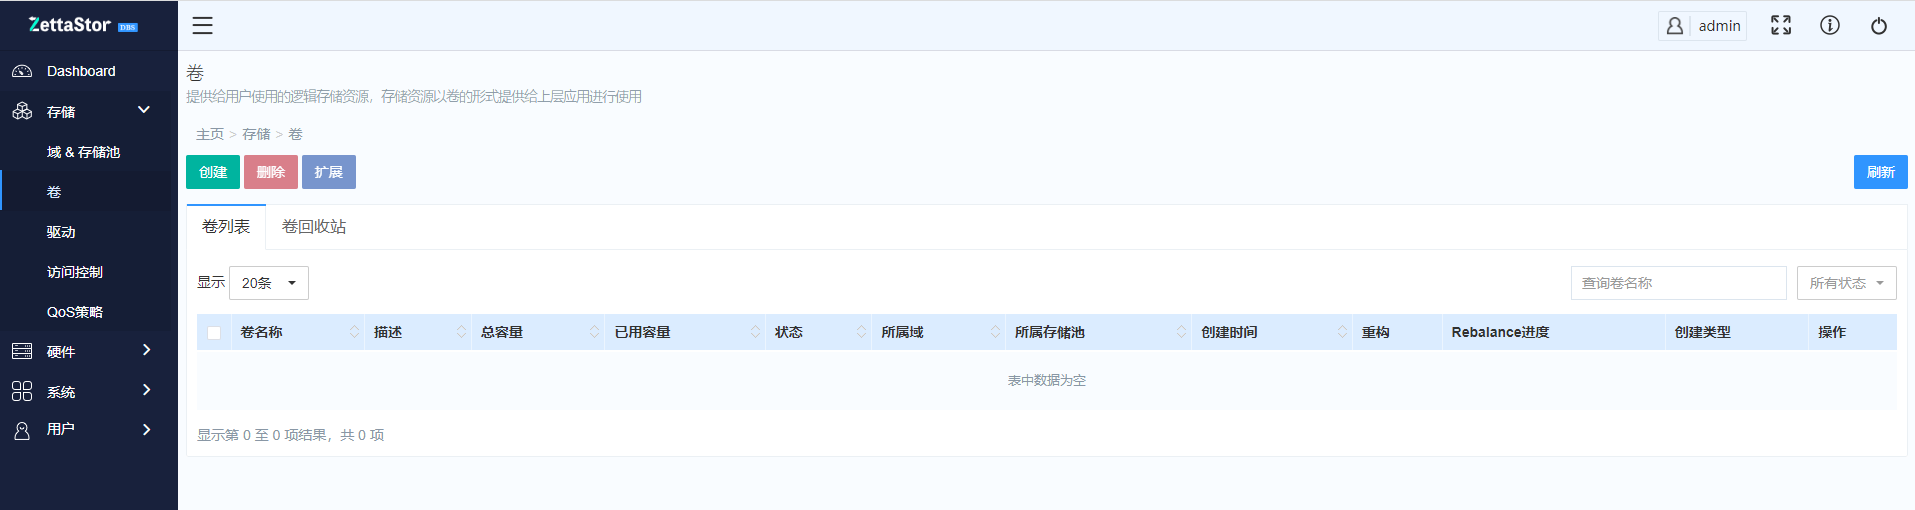 ZettaStor DBS
admin
Dashboard
存储
域 & 存储池
卷
驱动
访问控制
QoS策略
硬件
系统
用户
卷
提供给用户使用的逻辑存储资源，存储资源以卷的形式提供给上层应用进行使用
主页 > 存储 > 卷
创建 删除 扩展 刷新
卷列表 卷回收站
显示 20条 查询卷名称 所有状态
卷名称 描述 总容量 已用容量 状态 所属域 所属存储池 创建时间 重构 Rebalance进度 创建类型 操作
表中数据为空
显示第 0 至 0 项结果，共 0 项